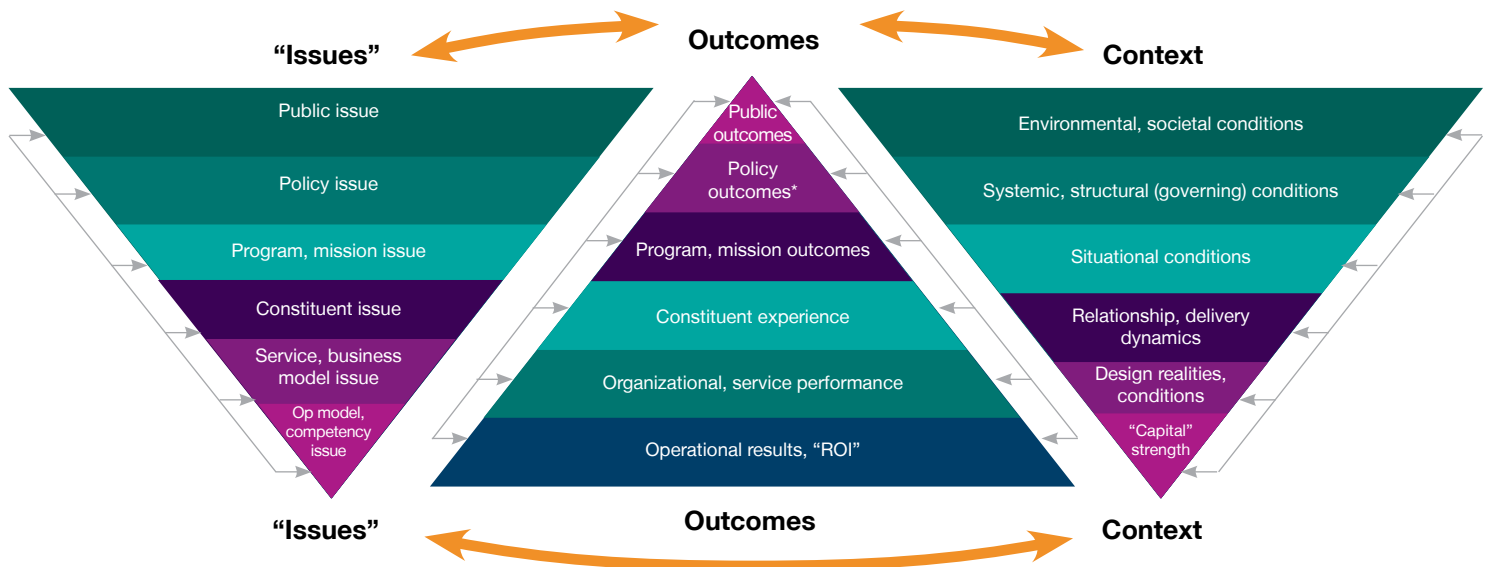 “Issues”
Outcomes
Context
Public issue
Policy issue
Program, mission issue
Constituent issue
Service, business
model issue
Op model,
competency
issue
Public
outcomes
Policy
outcomes*
Program, mission outcomes
Constituent experience
Organizational, service performance
Operational results, “ROI”
Environmental, societal conditions
Systemic, structural (governing) conditions
Situational conditions
Relationship, delivery
dynamics
Design realities,
conditions
“Capital”
strength
“Issues”
Outcomes
Context